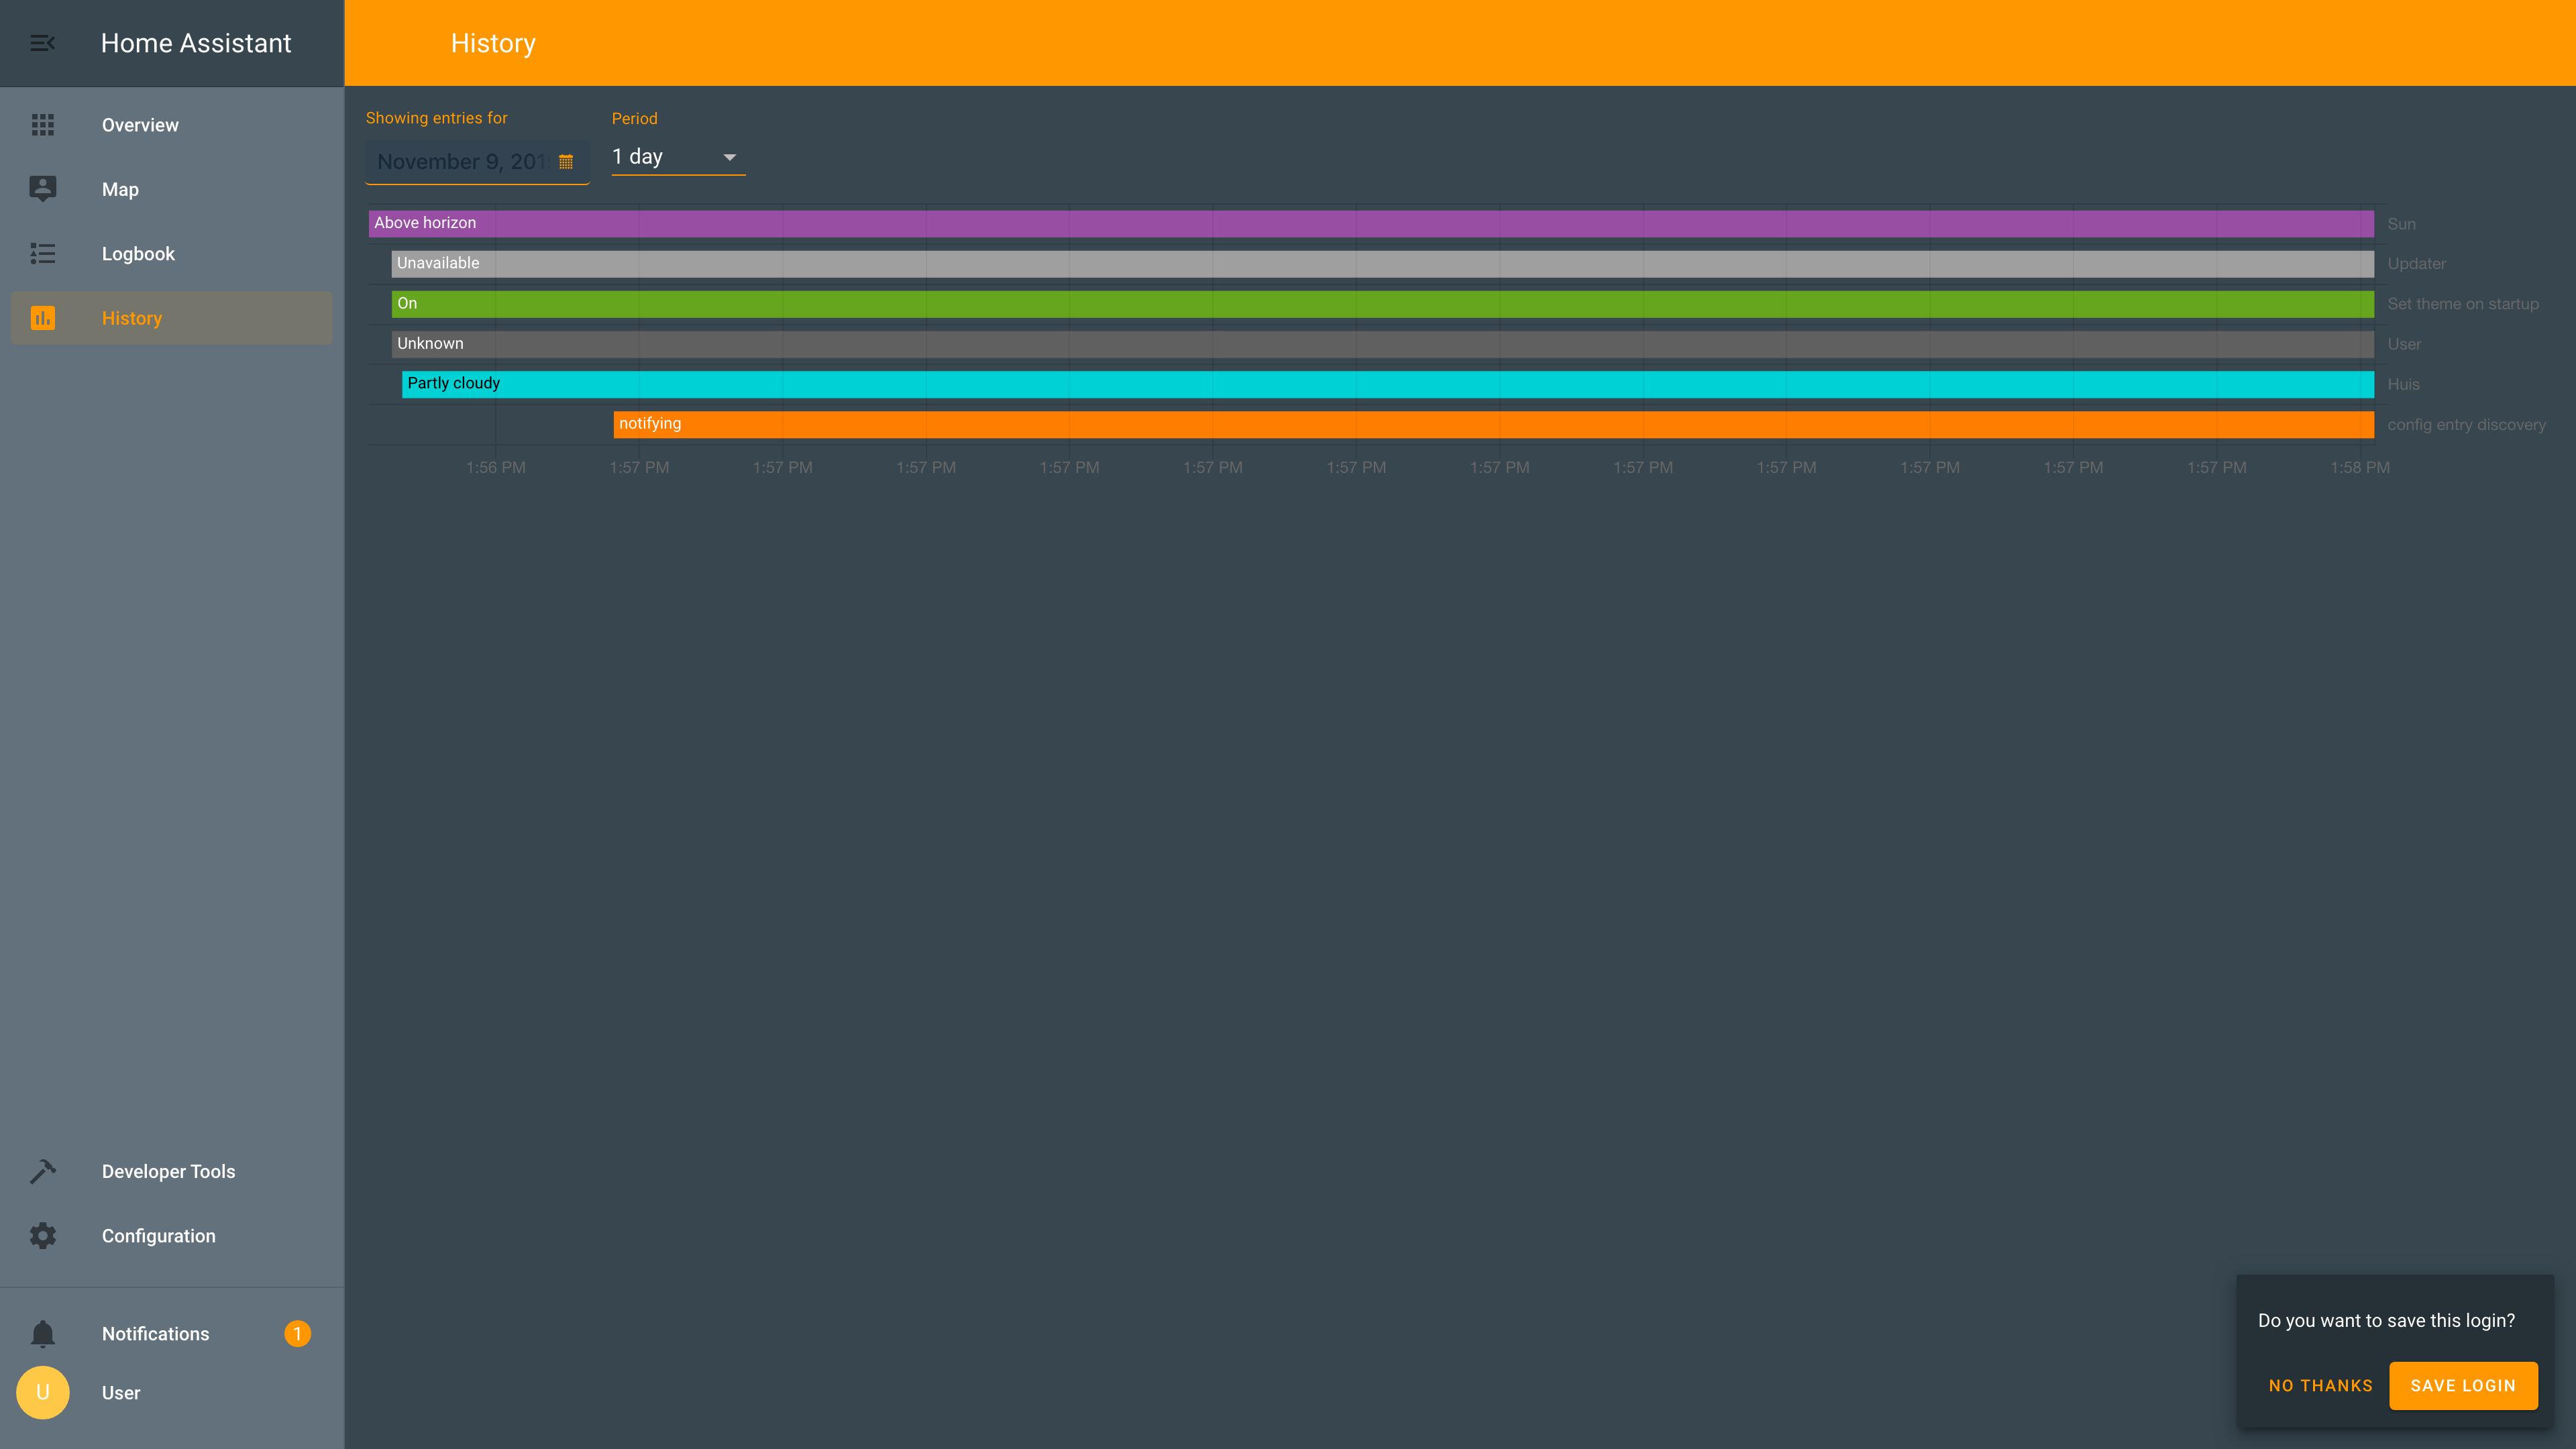 Home Assistant
History
Overview
Map
Logbook
History
Developer Tools
Configuration
Notifications 1
U User
Showing entries for
November 9, 201
Period
1 day
Above horizon Sun
Unavailable Updater
On Set theme on startup
Unknown User
Partly cloudy Huis
notifying config entry discovery
1:56 PM 1:57 PM 1:57 PM 1:57 PM 1:57 PM 1:57 PM 1:57 PM 1:57 PM 1:57 PM 1:57 PM 1:57 PM 1:57 PM 1:57 PM 1:58 PM
Do you want to save this login?
NO THANKS SAVE LOGIN